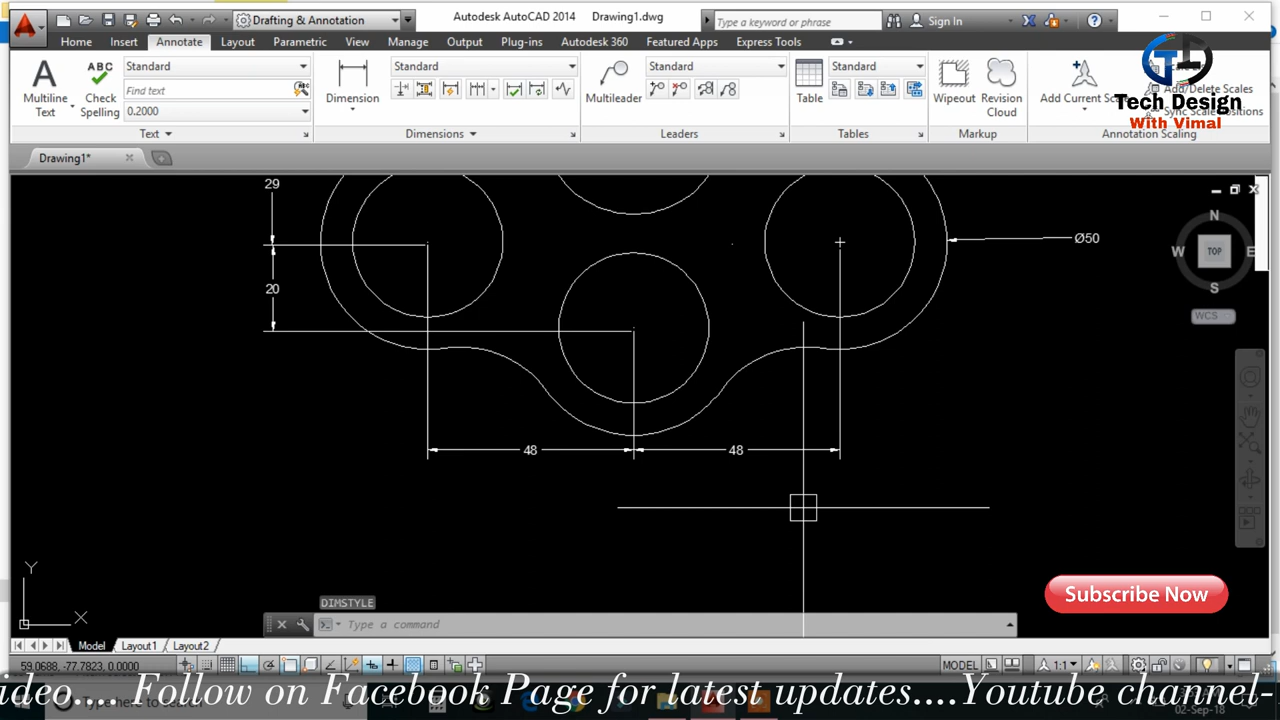 Drafting & Annotation
Autodesk AutoCAD 2014 Drawing1.dwg
Type a keyword or phrase
Sign In
Home Insert Annotate Layout Parametric View Manage Output Plug-ins Autodesk 360 Featured Apps Express Tools
Multiline Text
ABC
Check Spelling
Standard
Find text
0.2000
Text
Dimension
Standard
Dimensions
Multileader
Standard
Leaders
Table
Standard
Tables
Wipeout
Revision Cloud
Markup
Add Current Sc
Add/Delete Scales
Sync Scale Positions
Annotation Scaling
Tech Design
With Vimal
Drawing1*
29
20
48
48
Ø50
N
W TOP E
S
WCS
Y
X
DIMSTYLE
Type a command
Subscribe Now
Model Layout1 Layout2
59.0688, -77.7823, 0.0000
MODEL
1:1
ideo.... Follow on Facebook Page for latest updates....Youtube channel-
02-Sep-18